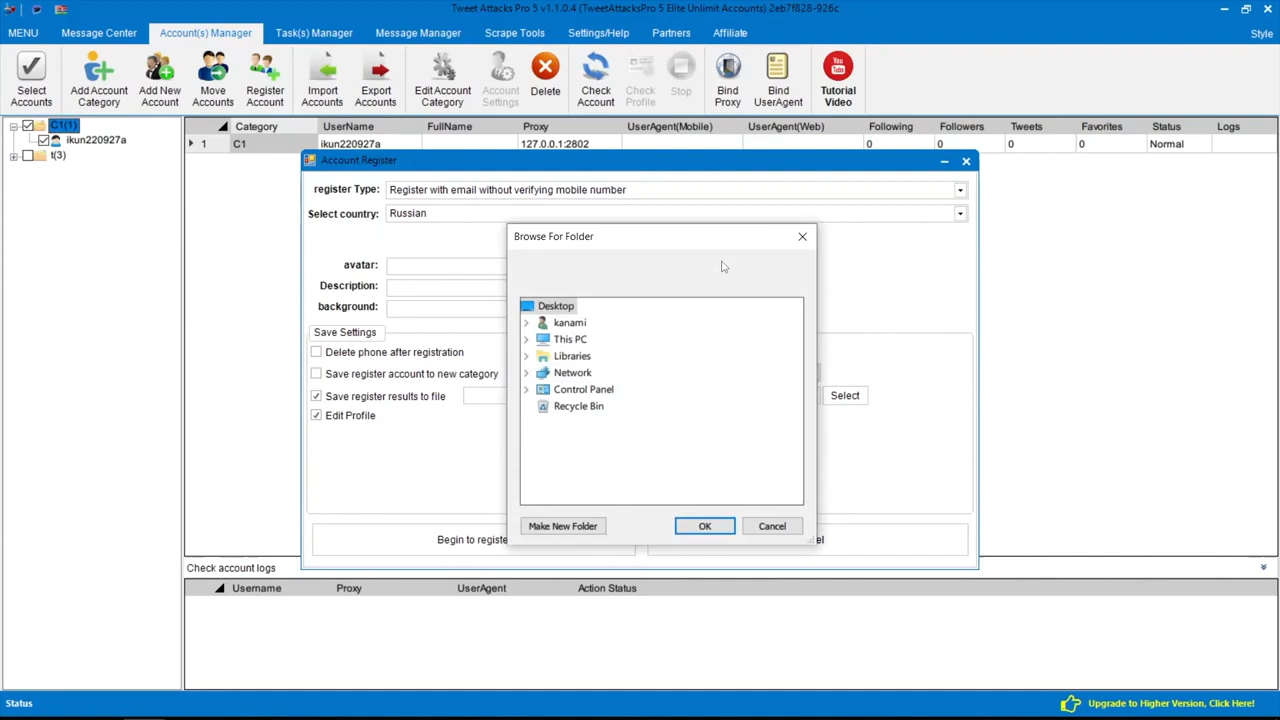 Tweet Attacks Pro 5 v1.1.0.4 (TweetAttacksPro 5 Elite Unlimit Accounts) 2eb7f828-926c
MENU Message Center Account(s) Manager Task(s) Manager Message Manager Scrape Tools Settings/Help Partners Affiliate Style
Select Accounts
Add Account Category
Add New Account
Move Accounts
Register Account
Import Accounts
Export Accounts
Edit Account Category
Account Settings
Delete
Check Account
Check Profile
Stop
Bind Proxy
Bind UserAgent
You Tube
Tutorial Video
C1(1)
ikun220927a
t(3)
Category UserName FullName Proxy UserAgent(Mobile) UserAgent(Web) Following Followers Tweets Favorites Status Logs
1 C1 ikun220927a 127.0.0.1:2802 0 0 0 0 Normal
Account Register
register Type: Register with email without verifying mobile number
Select country: Russian
avatar:
Description:
background:
Save Settings
Delete phone after registration
Save register account to new category
Save register results to file
Select
Edit Profile
Begin to registe
el
Browse For Folder
Desktop
kanami
This PC
Libraries
Network
Control Panel
Recycle Bin
Make New Folder OK Cancel
Check account logs
Username Proxy UserAgent Action Status
Status
Upgrade to Higher Version, Click Here!